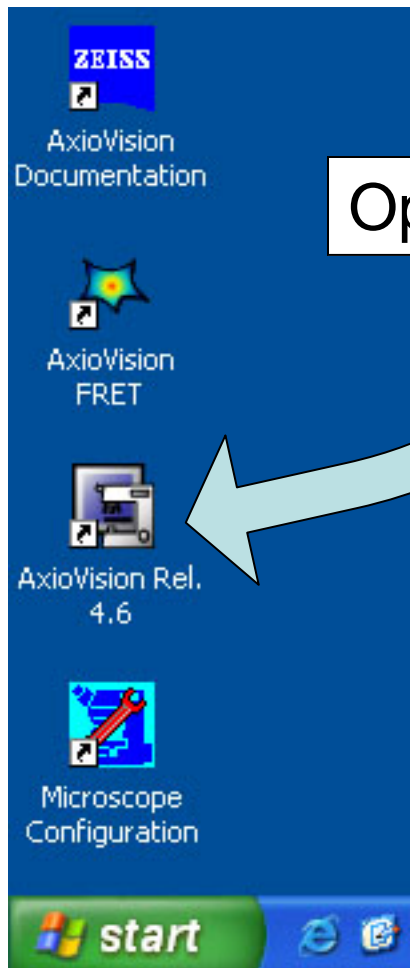 ZEISS
AxioVision
Documentation
Op
AxioVision
FRET
AxioVision Rel.
4.6
Microscope
Configuration
start